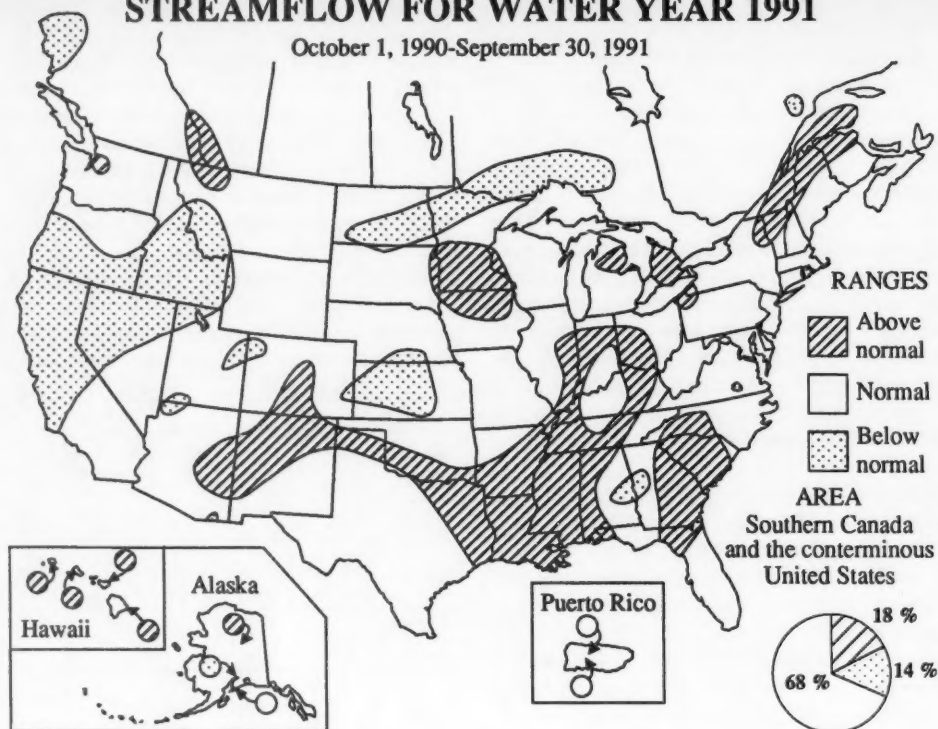 STREAMFLOW FOR WATER YEAR 1991
October 1, 1990-September 30, 1991
RANGES
Above
normal
Normal
Below
normal
AREA
Southern Canada
and the conterminous
United States
18 %
14 %
68 %
Hawaii
Alaska
Puerto Rico